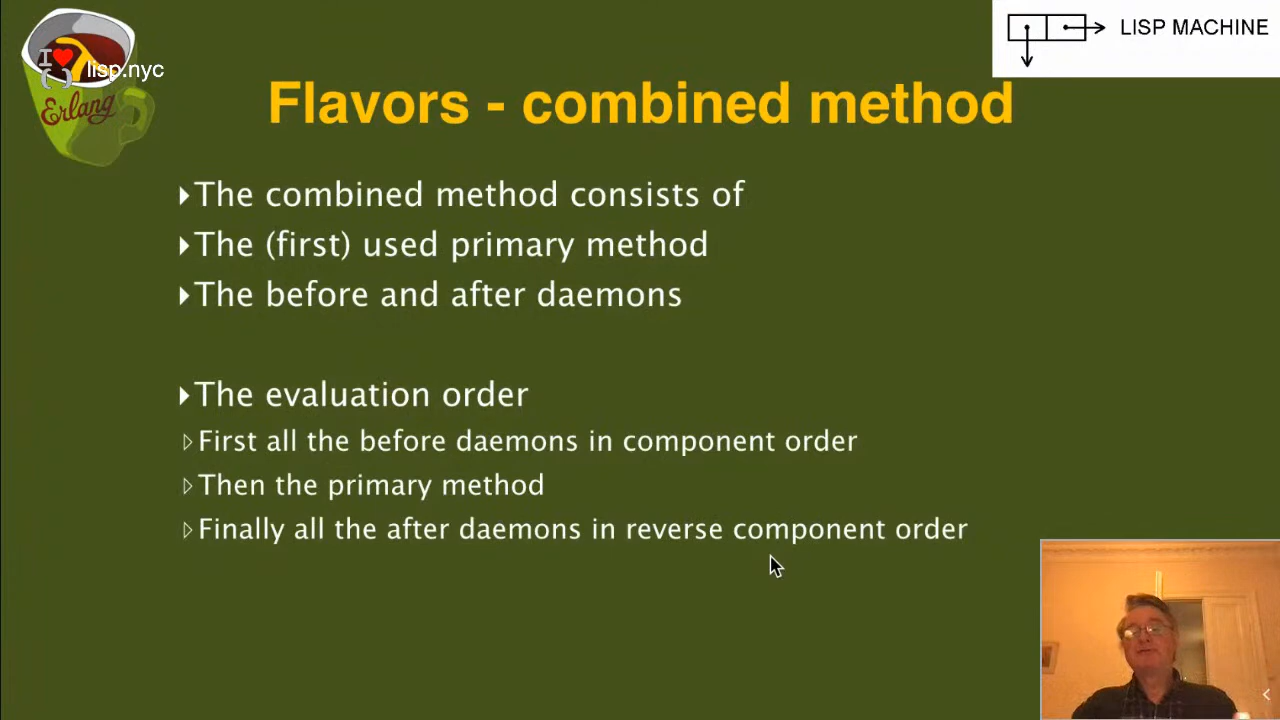 LISP MACHINE
I
lisp.nyc
Erlang
Flavors - combined method
The combined method consists of
The (first) used primary method
The before and after daemons
The evaluation order
First all the before daemons in component order
Then the primary method
Finally all the after daemons in reverse component order